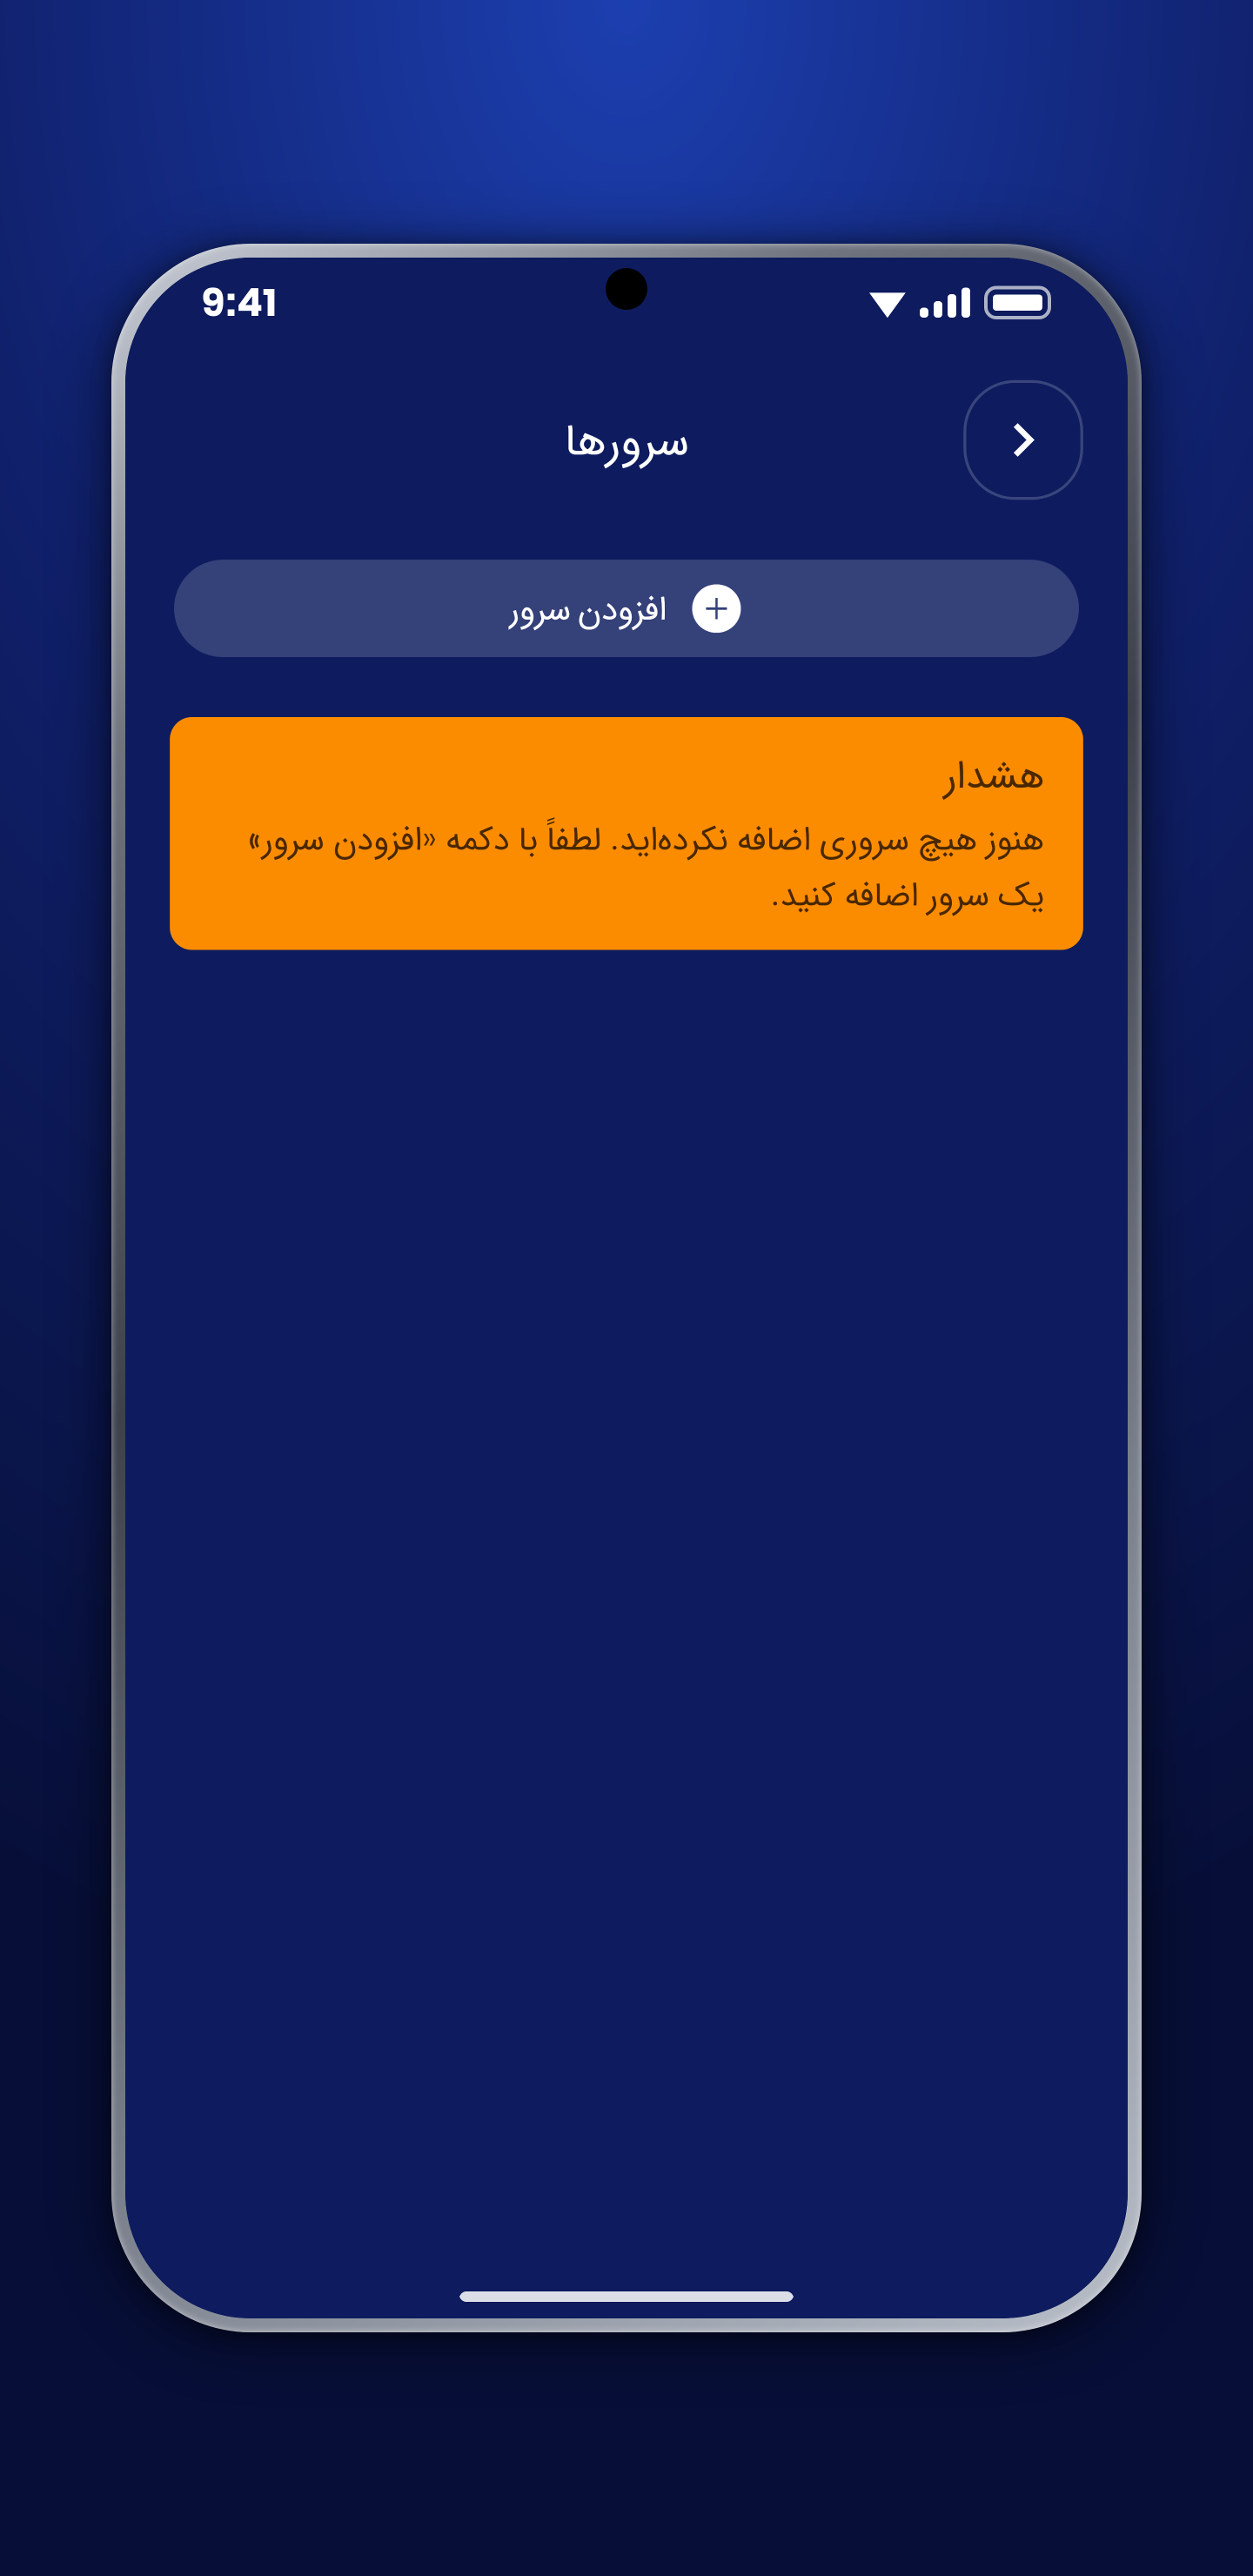 9:41
سرورها
افزودن سرور
هشدار
هنوز هیچ سروری اضافه نکرده‌اید. لطفاً با دکمه «افزودن سرور»
یک سرور اضافه کنید.